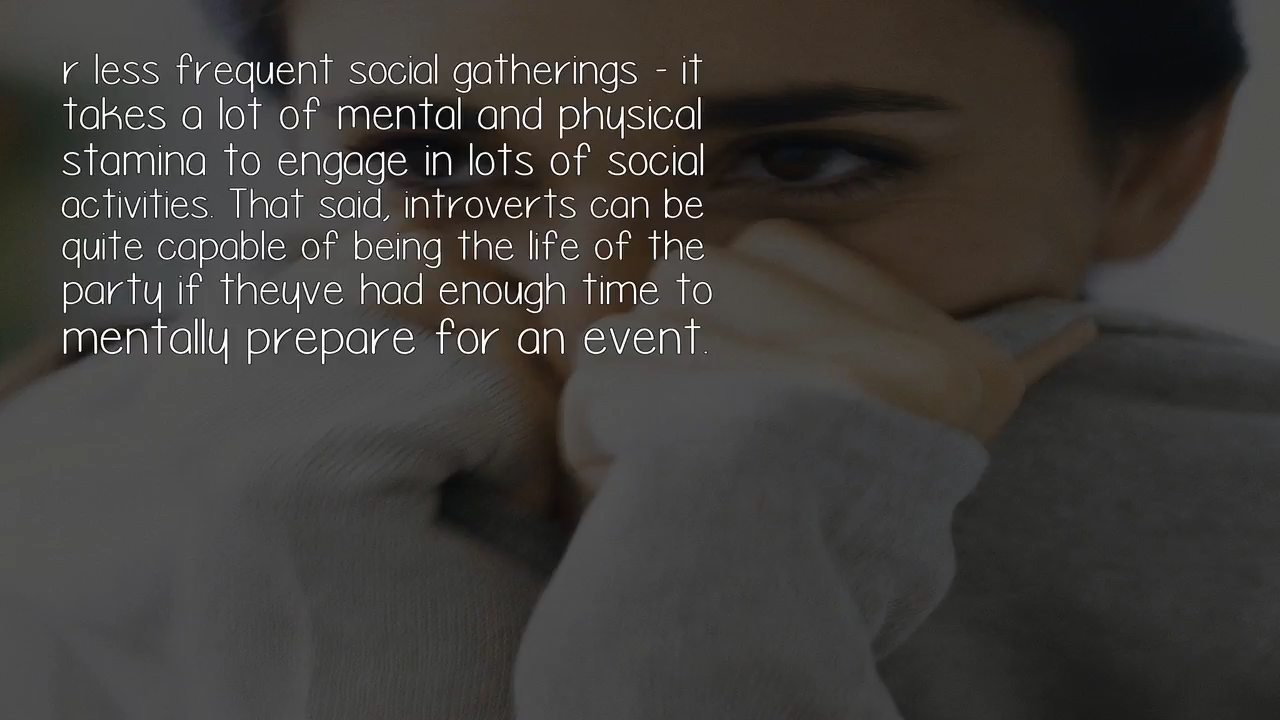 r less frequent social gatherings - it
takes a lot of mental and physical
stamina to engage in lots of social
activities. That said, introverts can be
quite capable of being the life of the
party if theyve had enough time to
mentally prepare for an event.